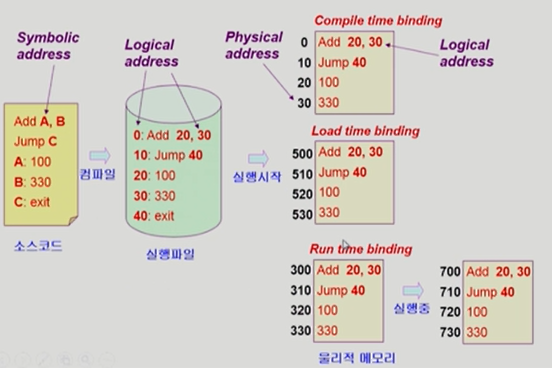 Symbolic
address
Add A, B
Jump C
A: 100
B: 330
C: exit
소스코드
컴파일
Logical
address
0: Add 20, 30
10: Jump 40
20: 100
30: 330
40: exit
실행파일
실행시작
Physical
address
Compile time binding
0 Add 20, 30
10 Jump 40
20 100
30 330
Logical
address
Load time binding
500 Add 20, 30
510 Jump 40
520 100
530 330
Run time binding
300 Add 20, 30
310 Jump 40
320 100
330 330
실행중
700 Add 20, 30
710 Jump 40
720 100
730 330
물리적 메모리